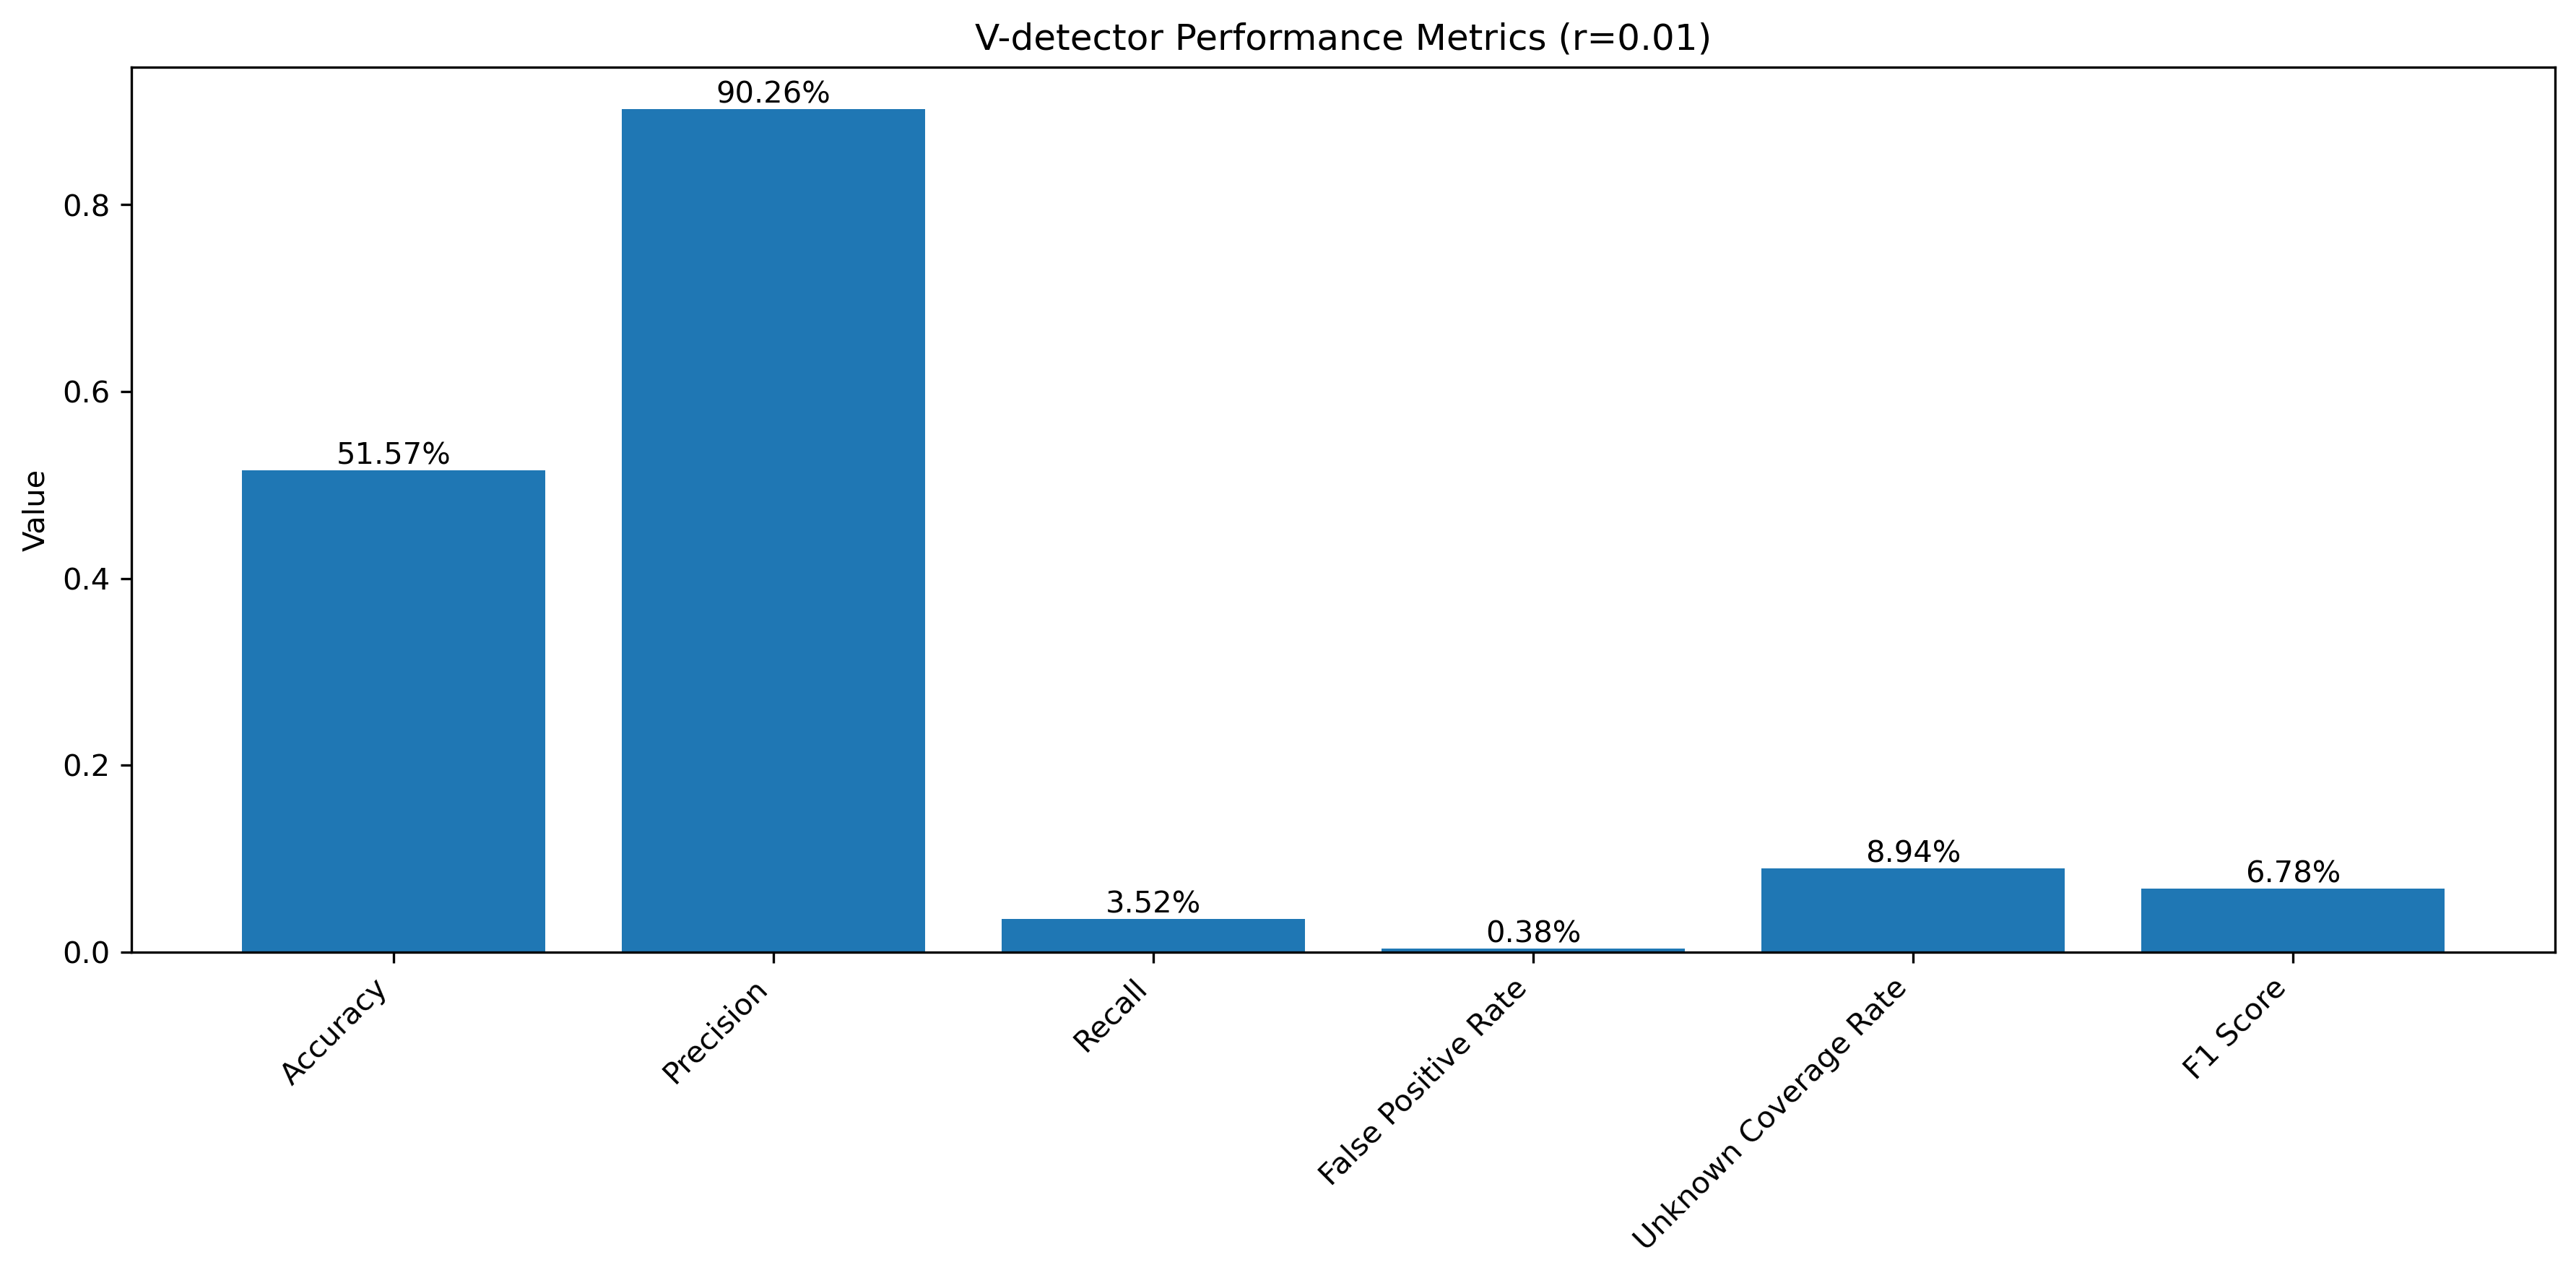 V-detector Performance Metrics (r=0.01)
Value
0.8
0.6
0.4
0.2
0.0
51.57%
90.26%
3.52%
0.38%
8.94%
6.78%
Accuracy
Precision
Recall
False Positive Rate
Unknown Coverage Rate
F1 Score